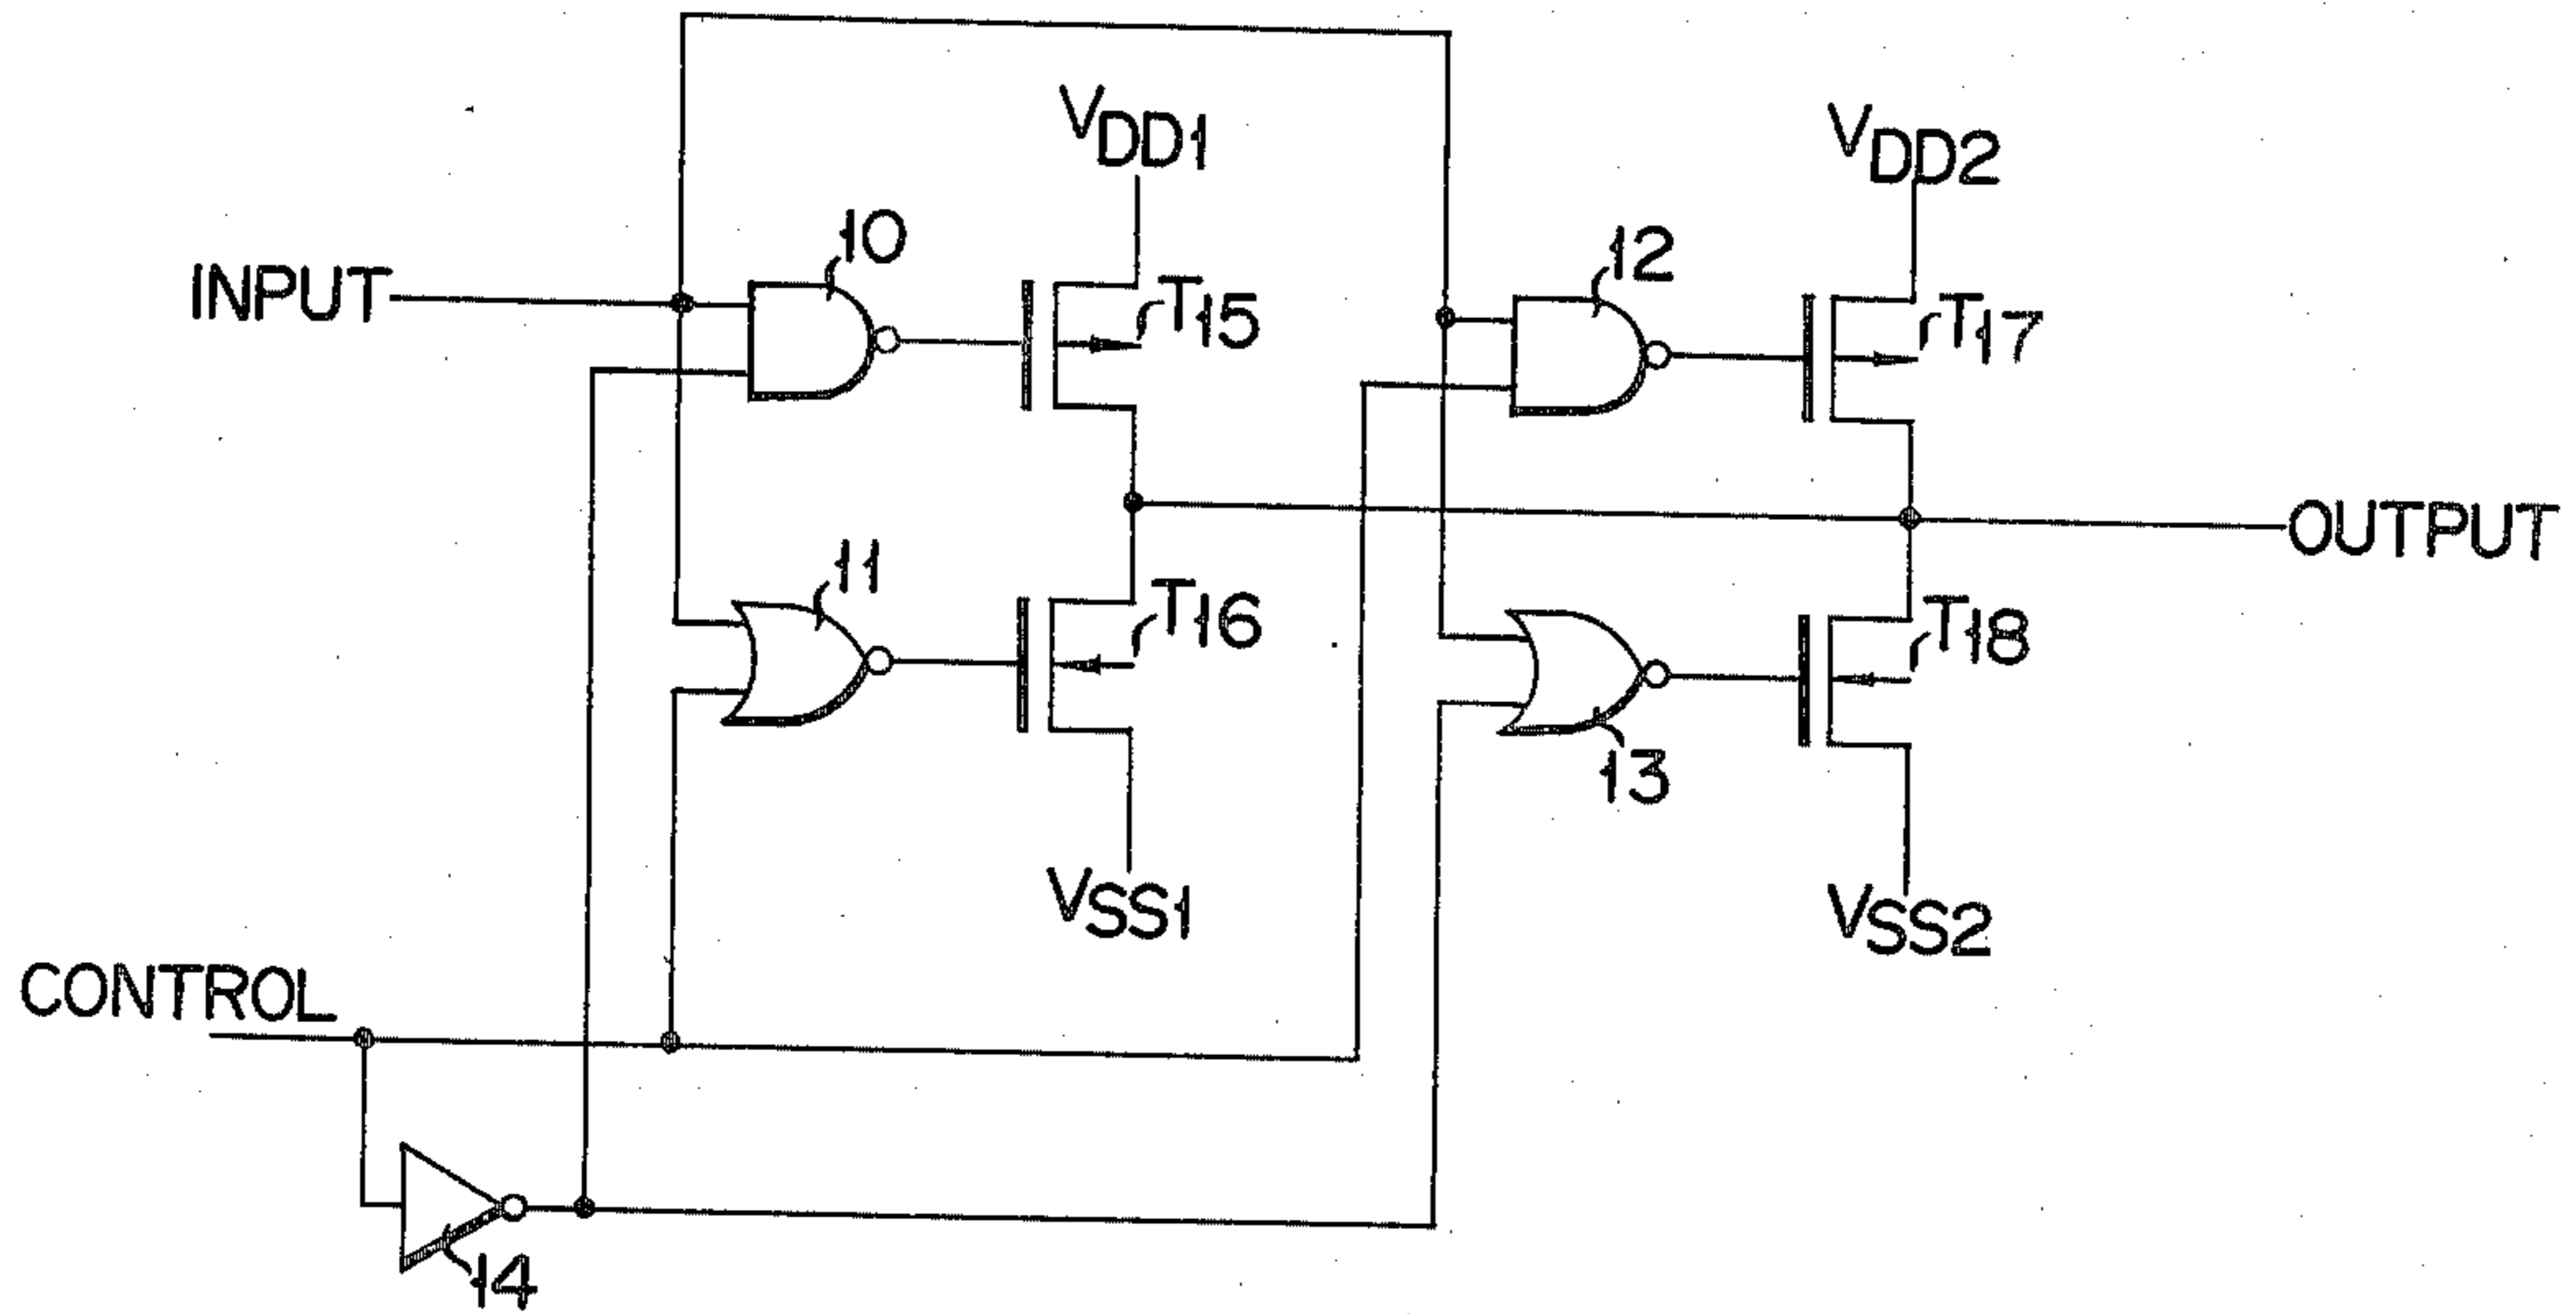 VDD1
VDD2
10
12
INPUT
T15
T17
OUTPUT
11
T16
T18
13
VSS1
VSS2
CONTROL
14